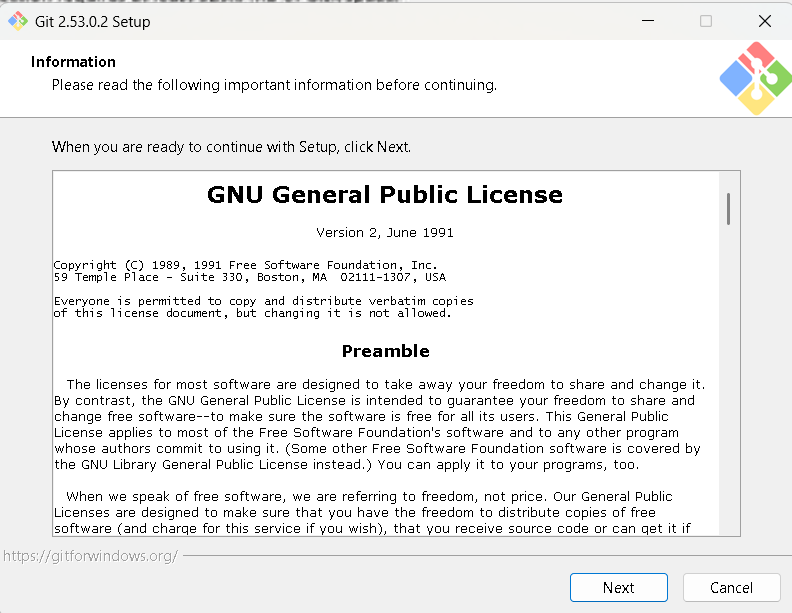 Git 2.53.0.2 Setup
Information
Please read the following important information before continuing.
When you are ready to continue with Setup, click Next.
GNU General Public License
Version 2, June 1991
Copyright (C) 1989, 1991 Free Software Foundation, Inc.
59 Temple Place - Suite 330, Boston, MA  02111-1307, USA
Everyone is permitted to copy and distribute verbatim copies
of this license document, but changing it is not allowed.
Preamble
The licenses for most software are designed to take away your freedom to share and change it.
By contrast, the GNU General Public License is intended to guarantee your freedom to share and
change free software--to make sure the software is free for all its users. This General Public
License applies to most of the Free Software Foundation's software and to any other program
whose authors commit to using it. (Some other Free Software Foundation software is covered by
the GNU Library General Public License instead.) You can apply it to your programs, too.
When we speak of free software, we are referring to freedom, not price. Our General Public
Licenses are designed to make sure that you have the freedom to distribute copies of free
software (and charge for this service if you wish), that you receive source code or can get it if
https://gitforwindows.org/
Next
Cancel